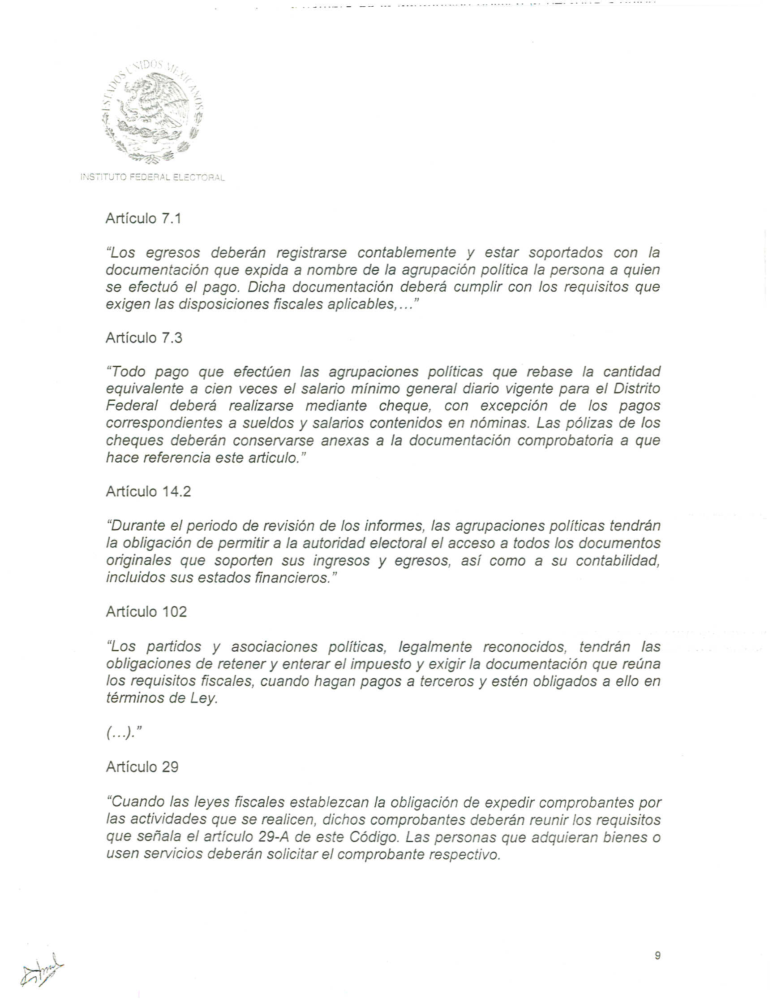 ESTADOS UNIDOS MEXICANOS
INSTITUTO FEDERAL ELECTORAL
Artículo 7.1
“Los egresos deberán registrarse contablemente y estar soportados con la
documentación que expida a nombre de la agrupación política la persona a quien
se efectuó el pago. Dicha documentación deberá cumplir con los requisitos que
exigen las disposiciones fiscales aplicables,...”
Artículo 7.3
“Todo pago que efectúen las agrupaciones políticas que rebase la cantidad
equivalente a cien veces el salario mínimo general diario vigente para el Distrito
Federal deberá realizarse mediante cheque, con excepción de los pagos
correspondientes a sueldos y salarios contenidos en nóminas. Las pólizas de los
cheques deberán conservarse anexas a la documentación comprobatoria a que
hace referencia este articulo.”
Artículo 14.2
“Durante el periodo de revisión de los informes, las agrupaciones políticas tendrán
la obligación de permitir a la autoridad electoral el acceso a todos los documentos
originales que soporten sus ingresos y egresos, así como a su contabilidad,
incluidos sus estados financieros.”
Artículo 102
“Los partidos y asociaciones políticas, legalmente reconocidos, tendrán las
obligaciones de retener y enterar el impuesto y exigir la documentación que reúna
los requisitos fiscales, cuando hagan pagos a terceros y estén obligados a ello en
términos de Ley.
(...).”
Artículo 29
“Cuando las leyes fiscales establezcan la obligación de expedir comprobantes por
las actividades que se realicen, dichos comprobantes deberán reunir los requisitos
que señala el artículo 29-A de este Código. Las personas que adquieran bienes o
usen servicios deberán solicitar el comprobante respectivo.
9